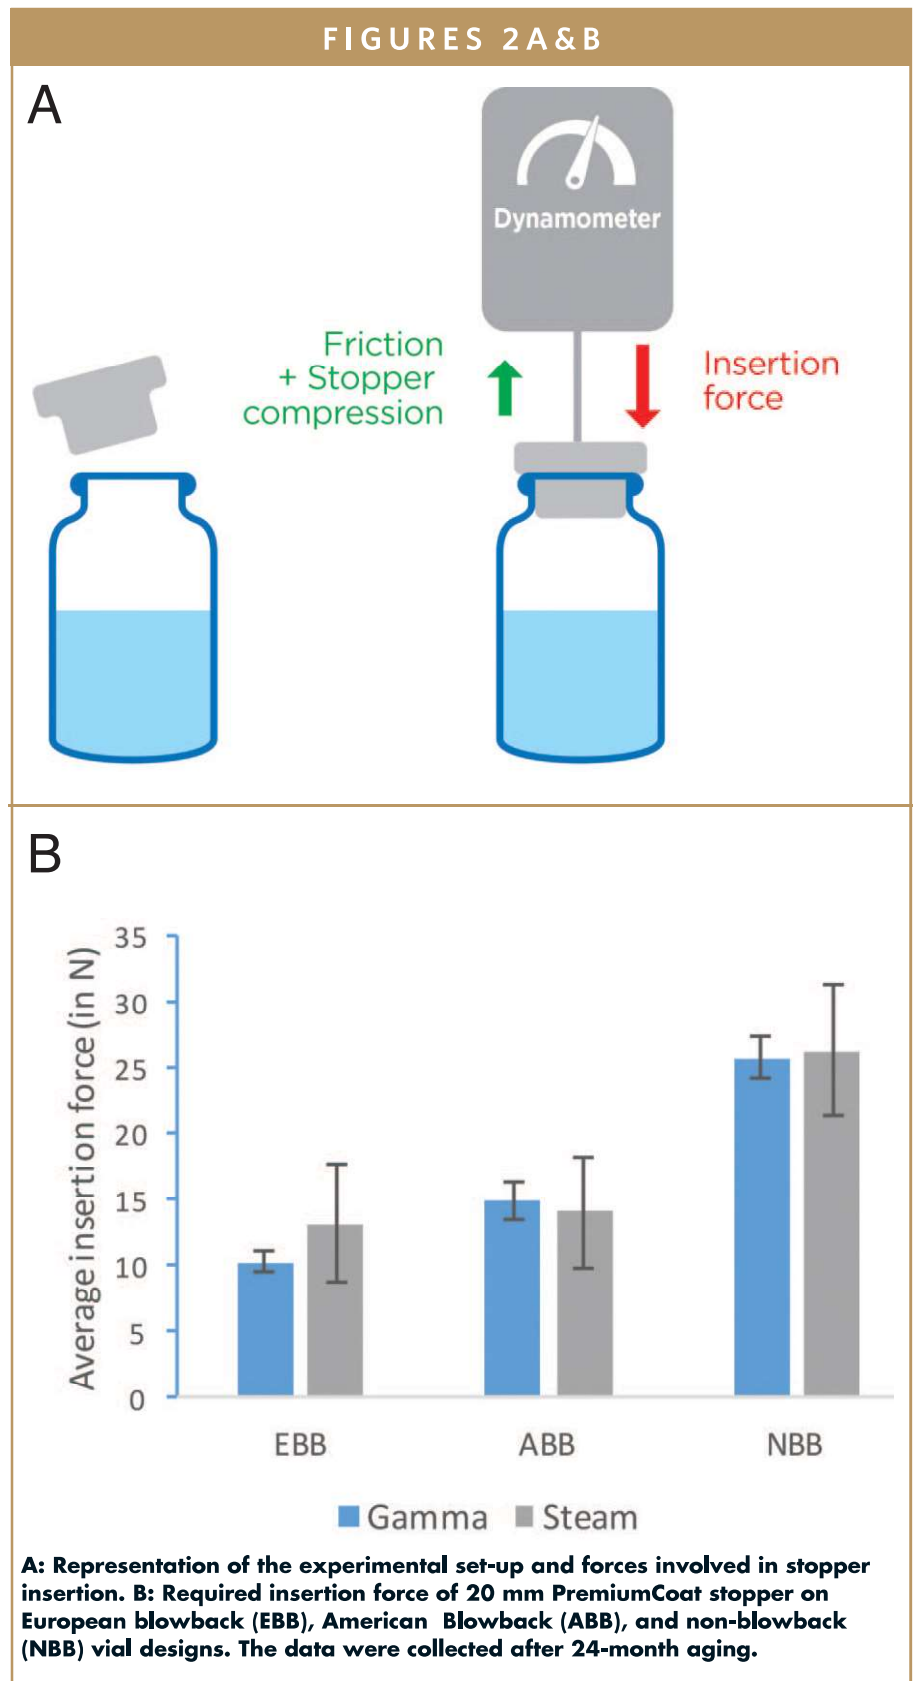 FIGURES 2A&B
A
Dynamometer
Friction
+ Stopper
compression
Insertion
force
B
Average insertion force (in N)
35
30
25
20
15
10
5
0
EBB ABB NBB
Gamma Steam
A: Representation of the experimental set-up and forces involved in stopper
insertion. B: Required insertion force of 20 mm PremiumCoat stopper on
European blowback (EBB), American Blowback (ABB), and non-blowback
(NBB) vial designs. The data were collected after 24-month aging.